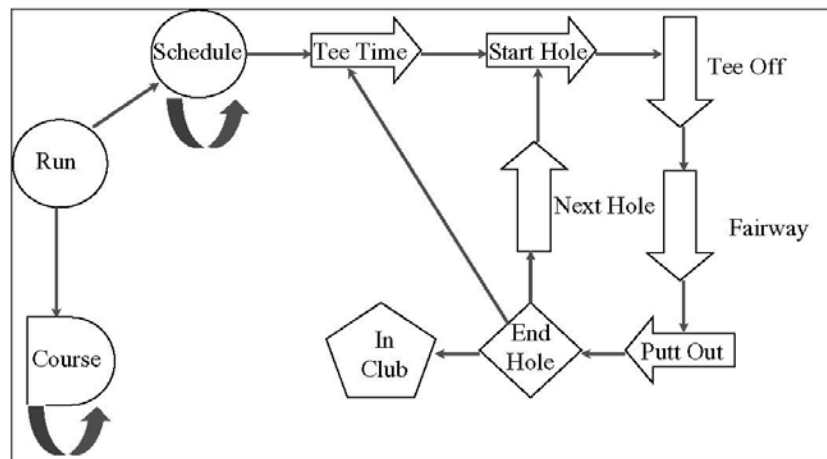 Schedule
Tee Time
Start Hole
Tee Off
Run
Next Hole
Fairway
Course
In
Club
End
Hole
Putt Out